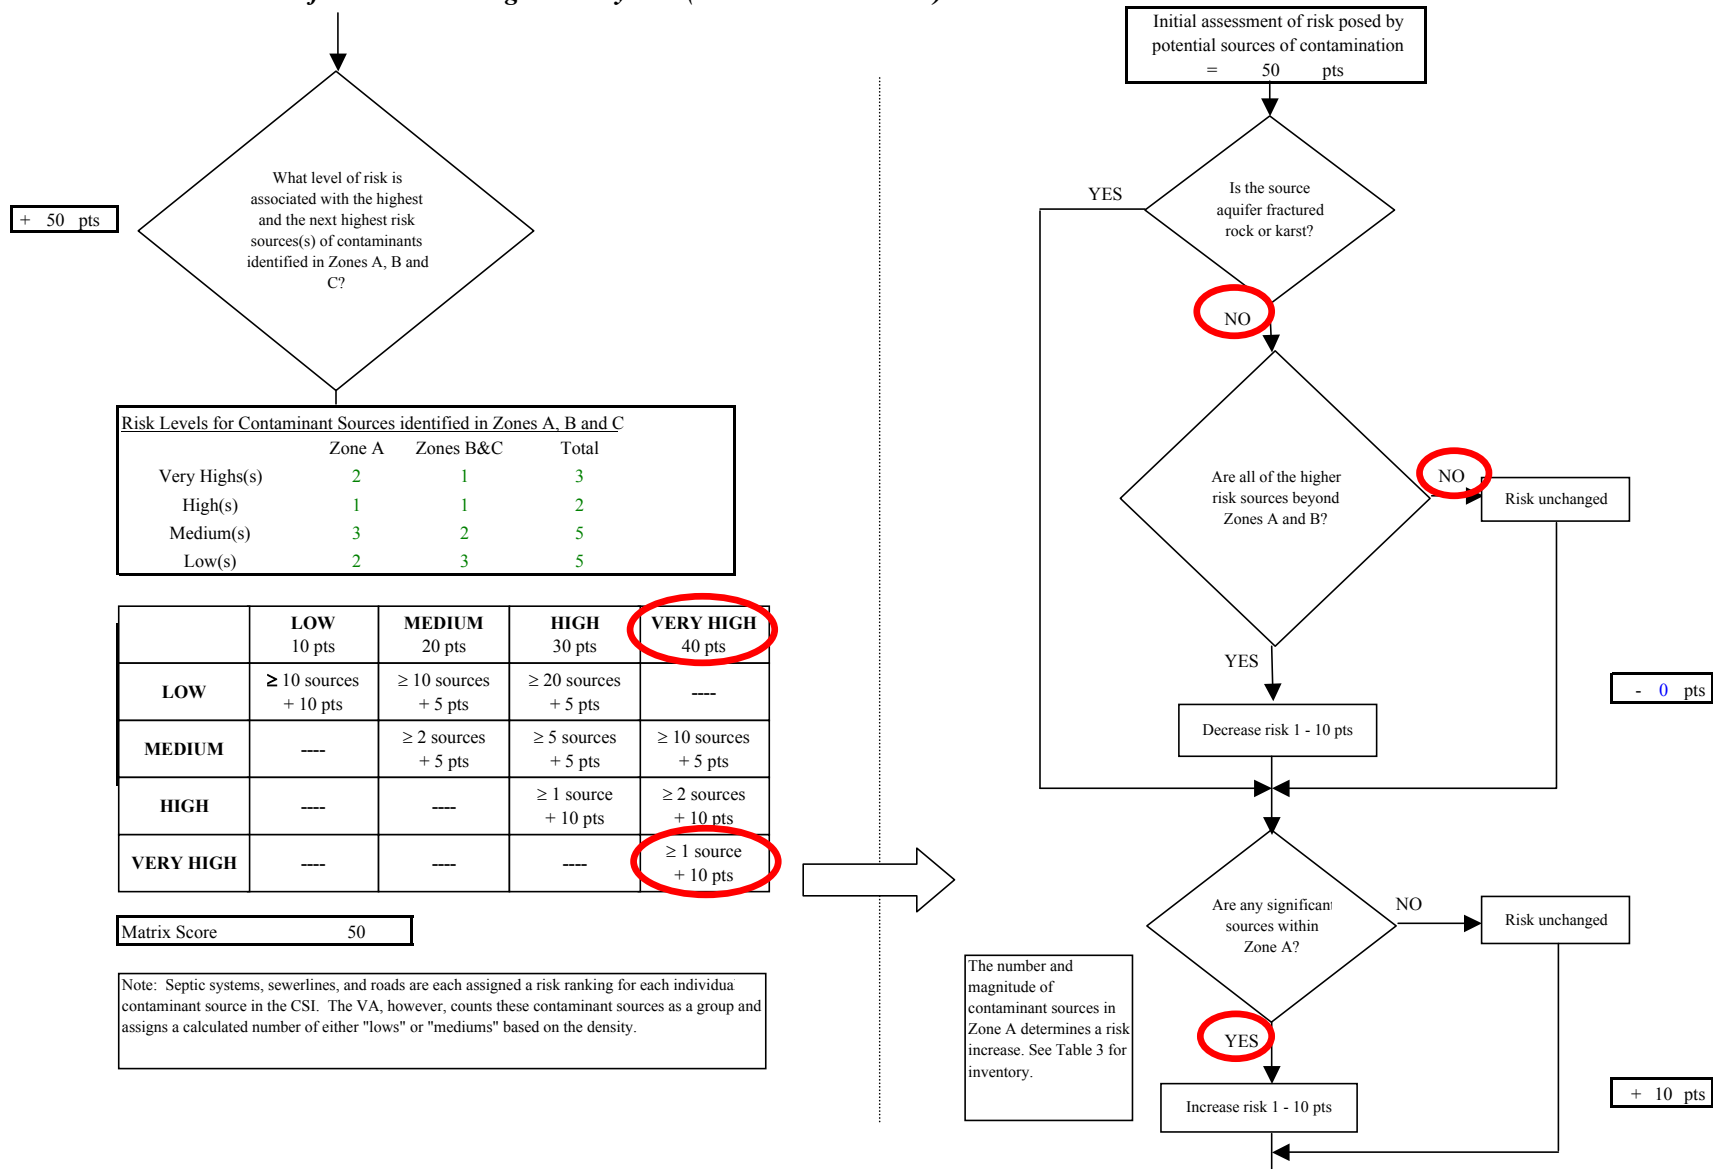 + 50 pts
What level of risk is
associated with the highest
and the next highest risk
sources(s) of contaminants
identified in Zones A, B and
C?
Risk Levels for Contaminant Sources identified in Zones A, B and C
Zone A Zones B&C Total
Very Highs(s) 2 1 3
High(s) 1 1 2
Medium(s) 3 2 5
Low(s) 2 3 5
LOW MEDIUM HIGH VERY HIGH
10 pts 20 pts 30 pts 40 pts
LOW ≥ 10 sources ≥ 10 sources ≥ 20 sources ----
+ 10 pts + 5 pts + 5 pts
MEDIUM ---- ≥ 2 sources ≥ 5 sources ≥ 10 sources
+ 5 pts + 5 pts + 5 pts
HIGH ---- ---- ≥ 1 source ≥ 2 sources
+ 10 pts + 10 pts
VERY HIGH ---- ---- ---- ≥ 1 source
+ 10 pts
Matrix Score 50
Note: Septic systems, sewerlines, and roads are each assigned a risk ranking for each individua
contaminant source in the CSI. The VA, however, counts these contaminant sources as a group and
assigns a calculated number of either "lows" or "mediums" based on the density.
Initial assessment of risk posed by
potential sources of contamination
= 50 pts
Is the source
aquifer fractured
rock or karst?
YES
NO
Are all of the higher
risk sources beyond
Zones A and B?
NO
Risk unchanged
YES
- 0 pts
Decrease risk 1 - 10 pts
Are any significant
sources within
Zone A?
NO
Risk unchanged
The number and
magnitude of
contaminant sources in
Zone A determines a risk
increase. See Table 3 for
inventory.
YES
+ 10 pts
Increase risk 1 - 10 pts